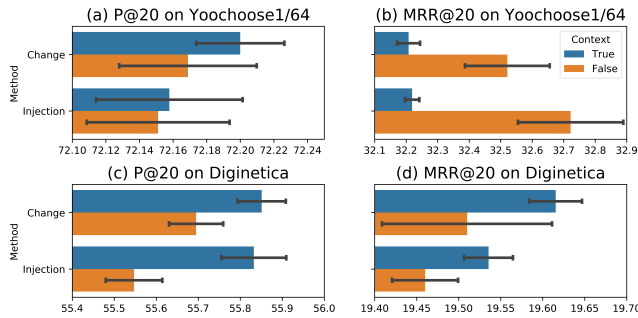 (a) P@20 on Yoochoose1/64
(b) MRR@20 on Yoochoose1/64
Method
Change
Injection
Context
True
False
72.10 72.12 72.14 72.16 72.18 72.20 72.22 72.24
32.1 32.2 32.3 32.4 32.5 32.6 32.7 32.8 32.9
(c) P@20 on Diginetica
(d) MRR@20 on Diginetica
Method
Change
Injection
55.4 55.5 55.6 55.7 55.8 55.9 56.0
19.40 19.45 19.50 19.55 19.60 19.65 19.70